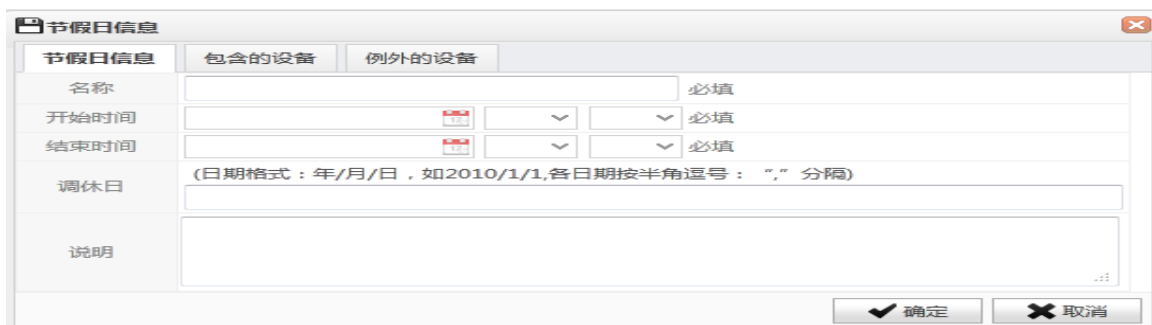 节假日信息
节假日信息 包含的设备 例外的设备
名称 必填
开始时间 必填
结束时间 必填
(日期格式：年/月/日，如2010/1/1,各日期按半角逗号： “,” 分隔)
调休日
说明
确定 取消